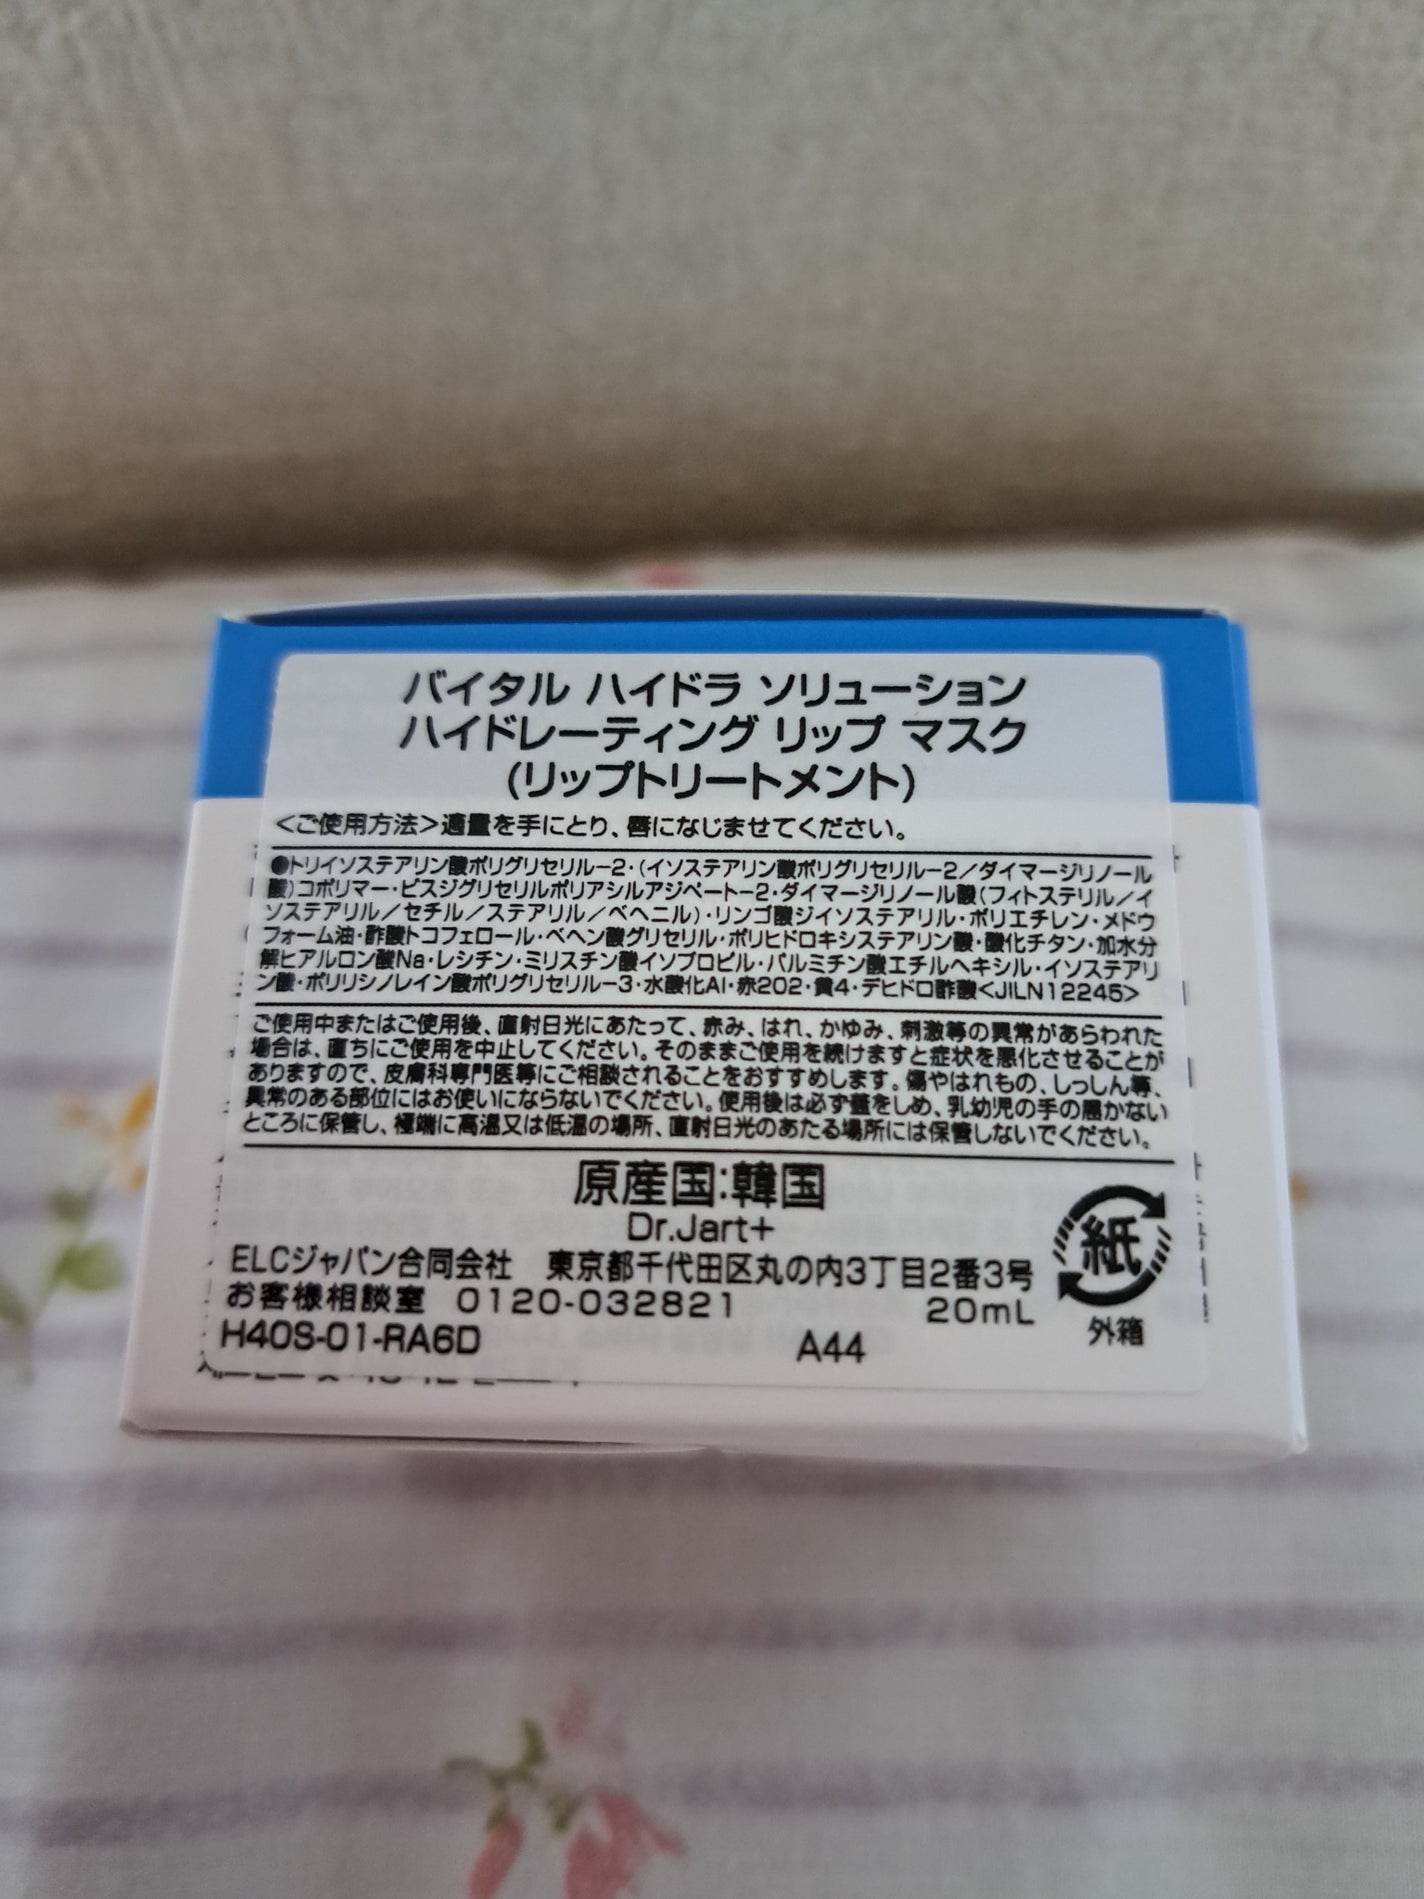 バイタル ハイドラ ソリューション
ハイドレーティング リップ マスク
(リップトリートメント)
<ご使用方法>適量を手にとり、唇になじませてください。
●トリイソステアリン酸ポリグリセリル-2・(イソステアリン酸ポリグリセリル-2/ダイマージリノール
酸)コポリマー・ビスジグリセリルポリアシルアジペート-2・ダイマージリノール酸(フィトステリル/イ
ソステアリル/セチル/ステアリル/ベヘニル)・リンゴ酸ジイソステアリル・ポリエチレン・メドウ
フォーム油・酢酸トコフェロール・ベヘン酸グリセリル・ポリヒドロキシステアリン酸・酸化チタン・加水分
解ヒアルロン酸Na・レシチン・ミリスチン酸イソプロピル・パルミチン酸エチルヘキシル・イソステアリ
ン酸・ポリリシノレイン酸ポリグリセリル-3・水酸化Al・赤202・黄4・デヒドロ酢酸<JILN12245>
ご使用中またはご使用後、直射日光にあたって、赤み、はれ、かゆみ、刺激等の異常があらわれた
場合は、直ちにご使用を中止してください。そのままご使用を続けますと症状を悪化させることが
ありますので、皮膚科専門医等にご相談されることをおすすめします。傷やはれもの、しっしん等、
異常のある部位にはお使いにならないでください。使用後は必ず蓋をしめ、乳幼児の手の届かない
ところに保管し、極端に高温又は低温の場所、直射日光のあたる場所には保管しないでください。
原産国:韓国
Dr.Jart+
ELCジャパン合同会社 東京都千代田区丸の内3丁目2番3号
お客様相談室 0120-032821 20mL
H40S-01-RA6D A44
紙
外箱